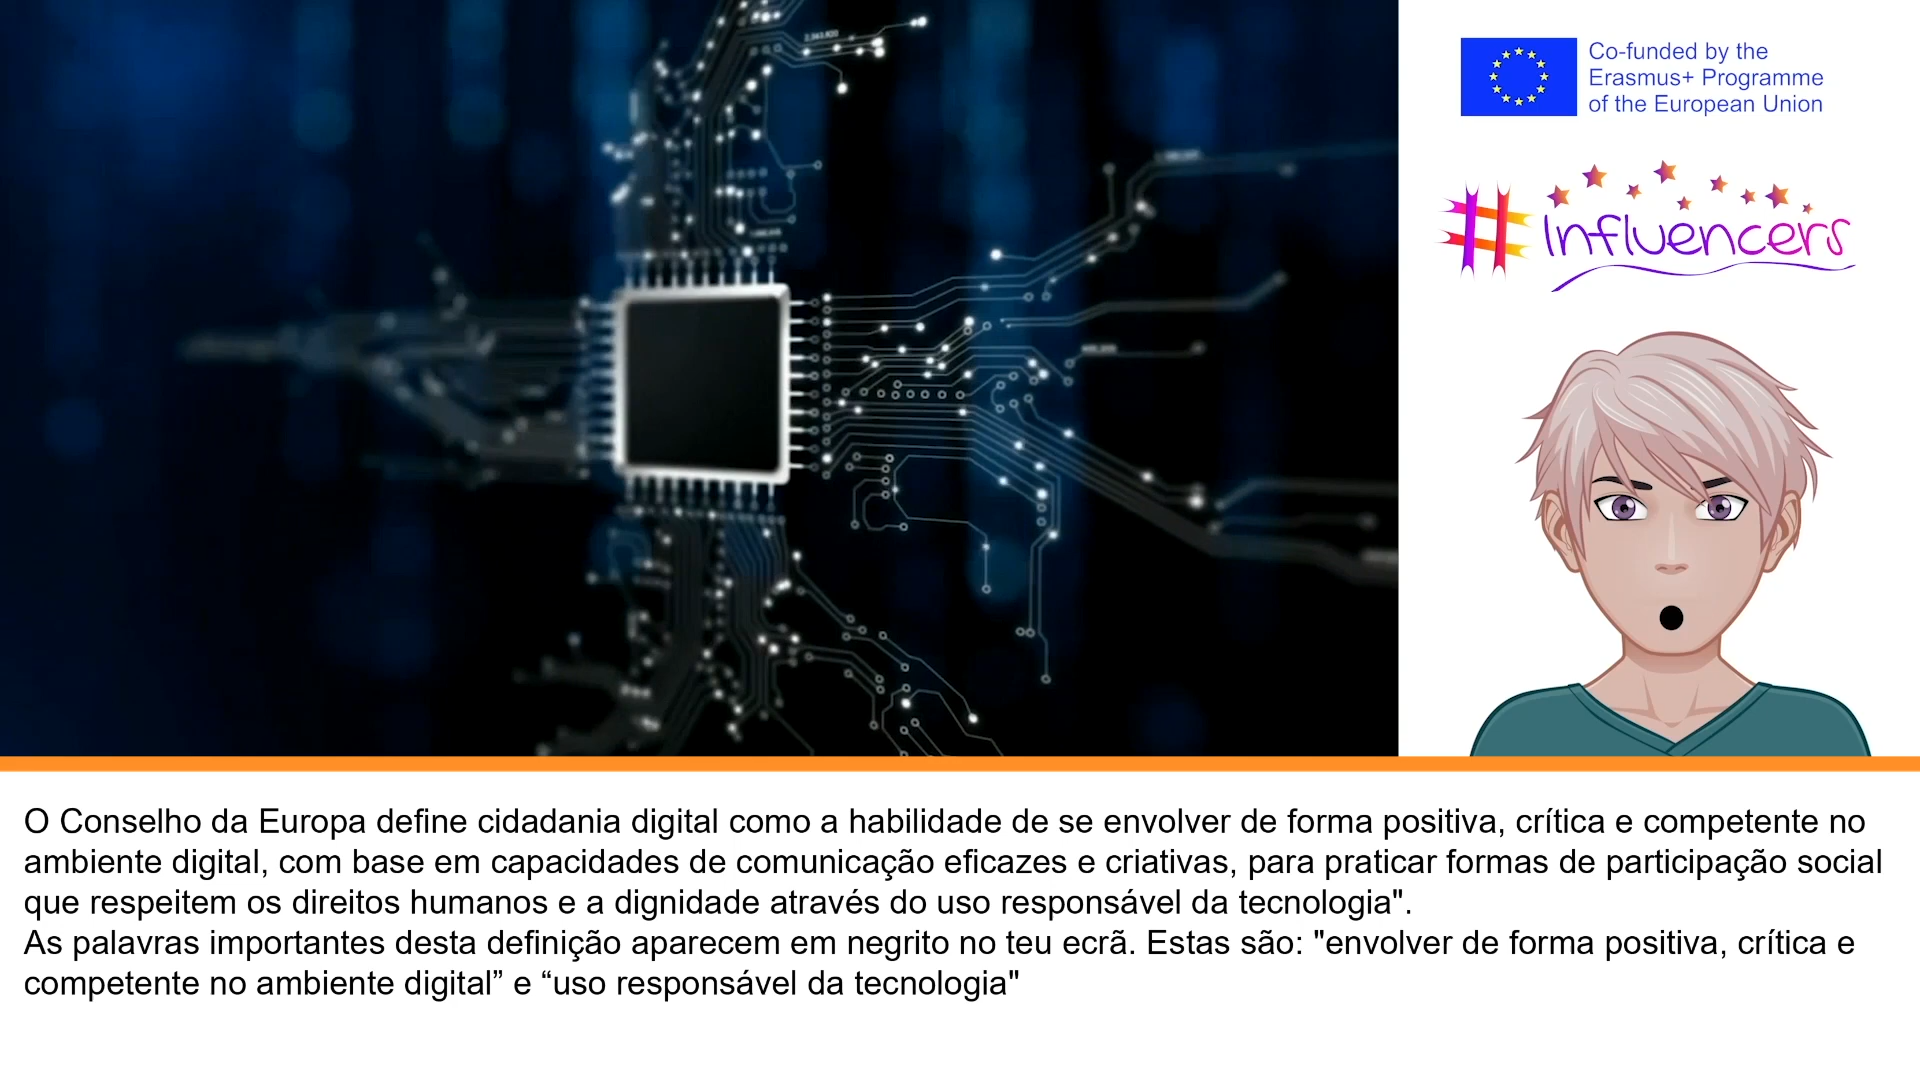 Co-funded by the
Erasmus+ Programme
of the European Union
#Influencers
O Conselho da Europa define cidadania digital como a habilidade de se envolver de forma positiva, crítica e competente no
ambiente digital, com base em capacidades de comunicação eficazes e criativas, para praticar formas de participação social
que respeitem os direitos humanos e a dignidade através do uso responsável da tecnologia".
As palavras importantes desta definição aparecem em negrito no teu ecrã. Estas são: "envolver de forma positiva, crítica e
competente no ambiente digital” e “uso responsável da tecnologia"